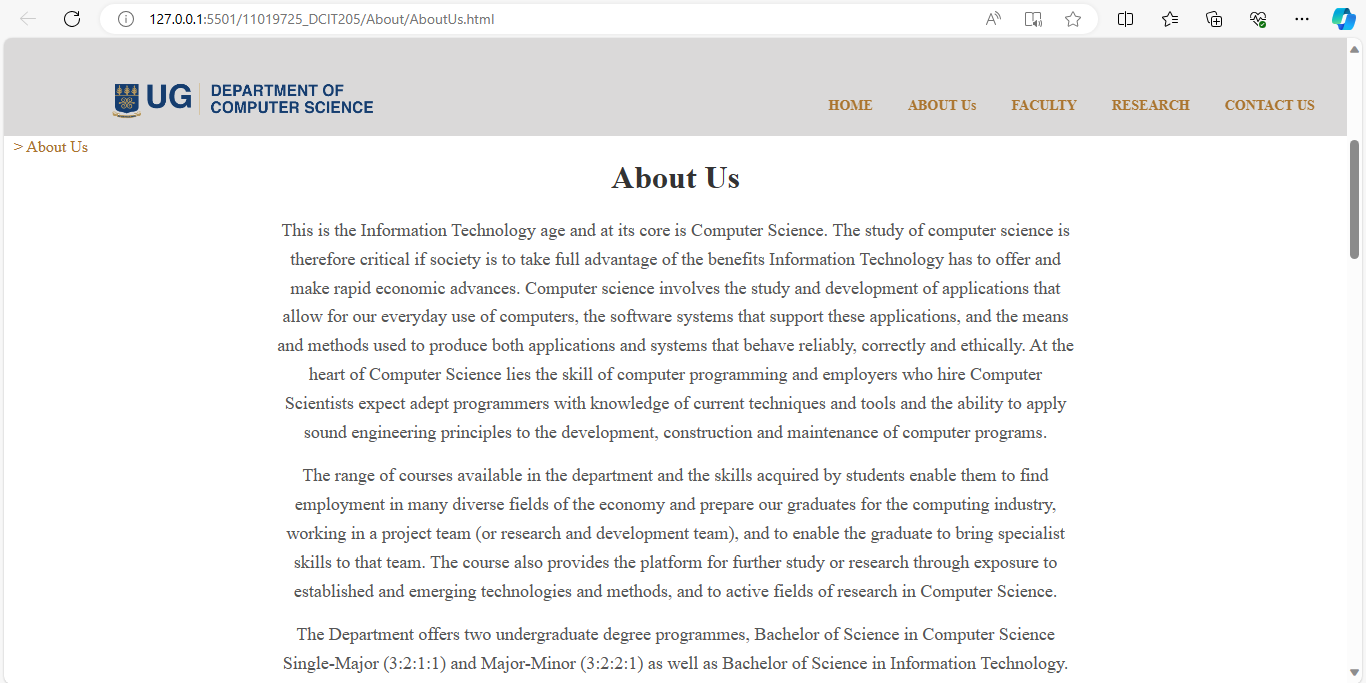 127.0.0.1:5501/11019725_DCIT205/About/AboutUs.html
UG
DEPARTMENT OF
COMPUTER SCIENCE
HOME ABOUT Us FACULTY RESEARCH CONTACT US
> About Us
About Us
This is the Information Technology age and at its core is Computer Science. The study of computer science is
therefore critical if society is to take full advantage of the benefits Information Technology has to offer and
make rapid economic advances. Computer science involves the study and development of applications that
allow for our everyday use of computers, the software systems that support these applications, and the means
and methods used to produce both applications and systems that behave reliably, correctly and ethically. At the
heart of Computer Science lies the skill of computer programming and employers who hire Computer
Scientists expect adept programmers with knowledge of current techniques and tools and the ability to apply
sound engineering principles to the development, construction and maintenance of computer programs.
The range of courses available in the department and the skills acquired by students enable them to find
employment in many diverse fields of the economy and prepare our graduates for the computing industry,
working in a project team (or research and development team), and to enable the graduate to bring specialist
skills to that team. The course also provides the platform for further study or research through exposure to
established and emerging technologies and methods, and to active fields of research in Computer Science.
The Department offers two undergraduate degree programmes, Bachelor of Science in Computer Science
Single-Major (3:2:1:1) and Major-Minor (3:2:2:1) as well as Bachelor of Science in Information Technology.